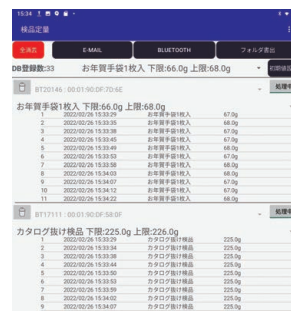 15:34
検品定量
全消去 E-MAIL BLUETOOTH フォルダ書出
DB登録数:33 お年賀手袋1枚入 下限:66.0g 上限:68.0g 初期値設
BT20146 : 00:01:90:DF:7D:6E 処理中
お年賀手袋1枚入 下限:66.0g 上限:68.0g
1 2022/02/26 15:33:29 お年賀手袋1枚入 67.0g
2 2022/02/26 15:33:35 お年賀手袋1枚入 68.0g
3 2022/02/26 15:33:38 お年賀手袋1枚入 67.0g
4 2022/02/26 15:33:45 お年賀手袋1枚入 67.0g
5 2022/02/26 15:33:49 お年賀手袋1枚入 68.0g
6 2022/02/26 15:33:53 お年賀手袋1枚入 67.0g
7 2022/02/26 15:33:58 お年賀手袋1枚入 68.0g
8 2022/02/26 15:34:03 お年賀手袋1枚入 68.0g
9 2022/02/26 15:34:07 お年賀手袋1枚入 67.0g
10 2022/02/26 15:34:12 お年賀手袋1枚入 67.0g
11 2022/02/26 15:34:22 お年賀手袋1枚入 68.0g
BT17111 : 00:01:90:DF:58:BF 処理中
カタログ抜け検品 下限:225.0g 上限:226.0g
1 2022/02/26 15:33:29 カタログ抜け検品 225.0g
2 2022/02/26 15:33:34 カタログ抜け検品 225.0g
3 2022/02/26 15:33:38 カタログ抜け検品 225.0g
4 2022/02/26 15:33:44 カタログ抜け検品 225.0g
5 2022/02/26 15:33:50 カタログ抜け検品 225.0g
6 2022/02/26 15:33:53 カタログ抜け検品 225.0g
7 2022/02/26 15:33:59 カタログ抜け検品 225.0g
8 2022/02/26 15:34:02 カタログ抜け検品 225.0g
9 2022/02/26 15:34:07 カタログ抜け検品 225.0g